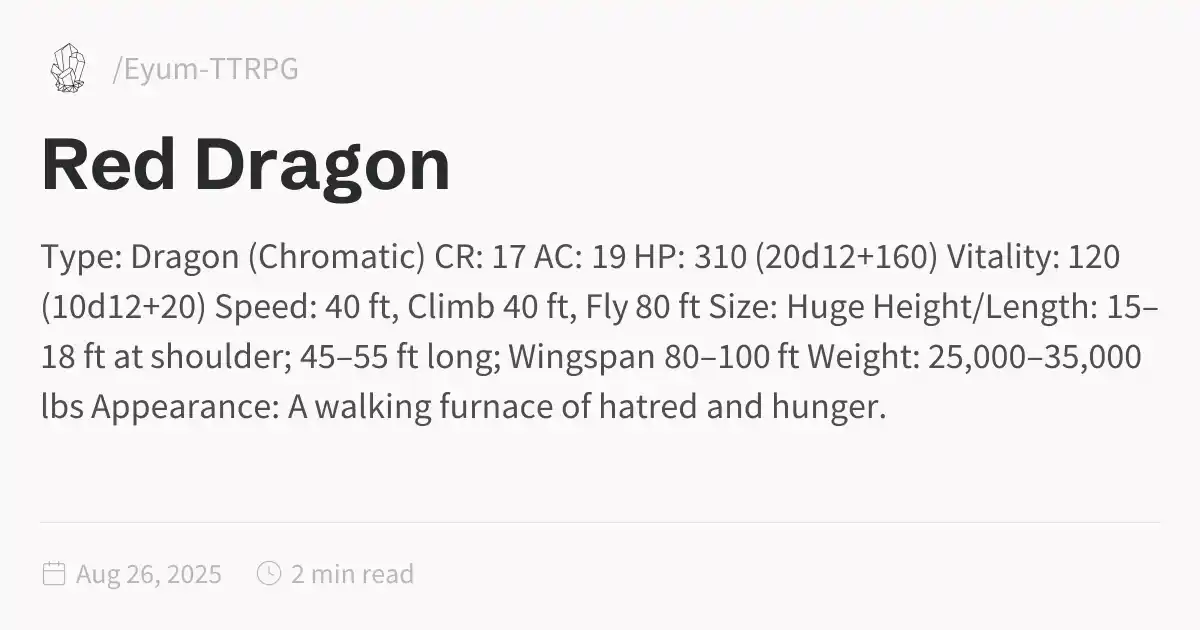 /Eyum-TTRPG
Red Dragon
Type: Dragon (Chromatic) CR: 17 AC: 19 HP: 310 (20d12+160) Vitality: 120
(10d12+20) Speed: 40 ft, Climb 40 ft, Fly 80 ft Size: Huge Height/Length: 15–
18 ft at shoulder; 45–55 ft long; Wingspan 80–100 ft Weight: 25,000–35,000
lbs Appearance: A walking furnace of hatred and hunger.
Aug 26, 2025 2 min read